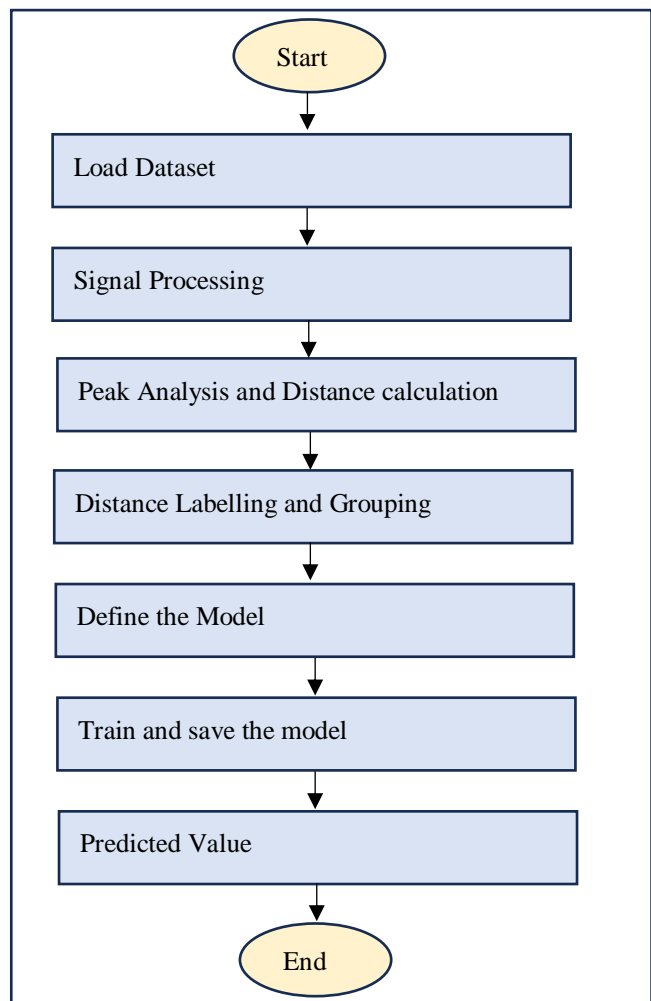 Start
Load Dataset
Signal Processing
Peak Analysis and Distance calculation
Distance Labelling and Grouping
Define the Model
Train and save the model
Predicted Value
End